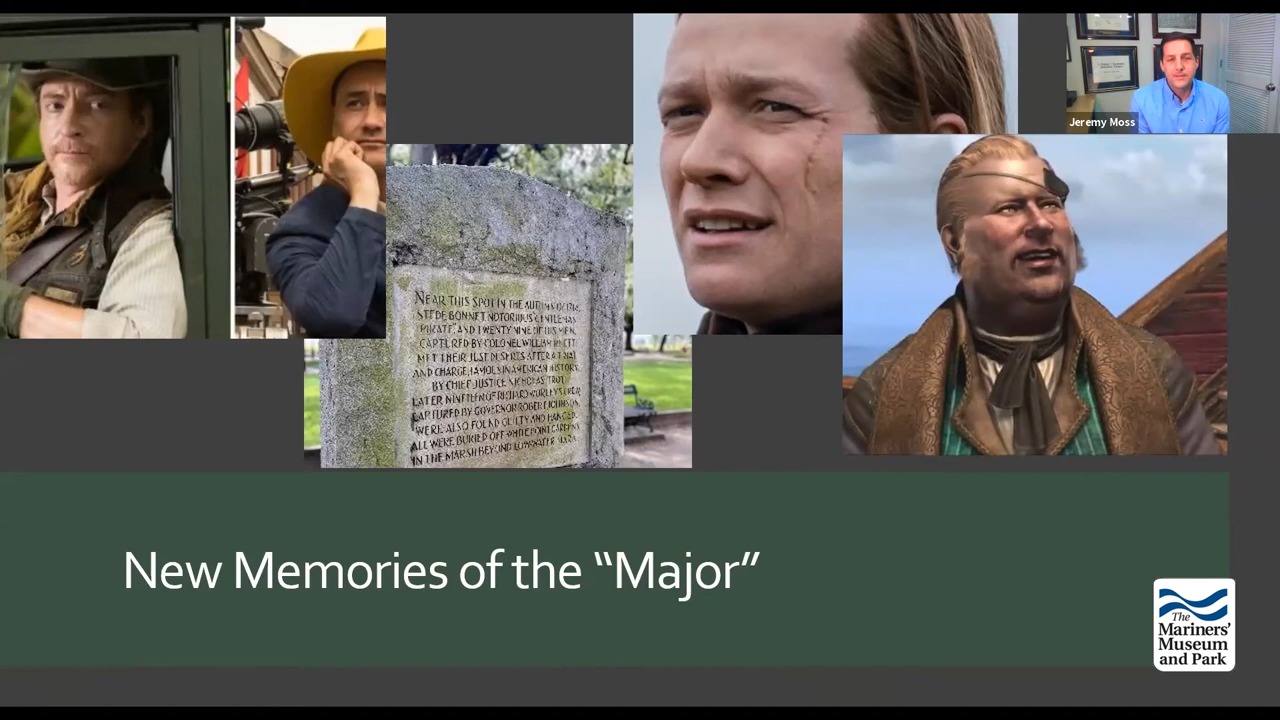 Jeremy Moss
NEAR THIS SPOT IN THE AUTUMN OF 1718,
STEDE BONNET NOTORIOUS "GENTLEMAN
PIRATE," AND TWENTY NINE OF HIS MEN,
CAPTURED BY COLONEL WILLIAM RHETT,
MET THEIR JUST DESERTS AFTER A TRIAL
AND CHARGE, FAMOUS IN AMERICAN HISTORY,
BY CHIEF JUSTICE NICHOLAS TROT.
LATER NINETEEN OF RICHARD WORLEY'S CREW,
CAPTURED BY GOVERNOR ROBERT JOHNSON,
WERE ALSO FOUND GUILTY AND HANGED.
ALL WERE BURIED OFF WHITE POINT GARDENS,
IN THE MARSH BEYOND LOW WATER MARK.
New Memories of the “Major”
The
Mariners'
Museum
and Park